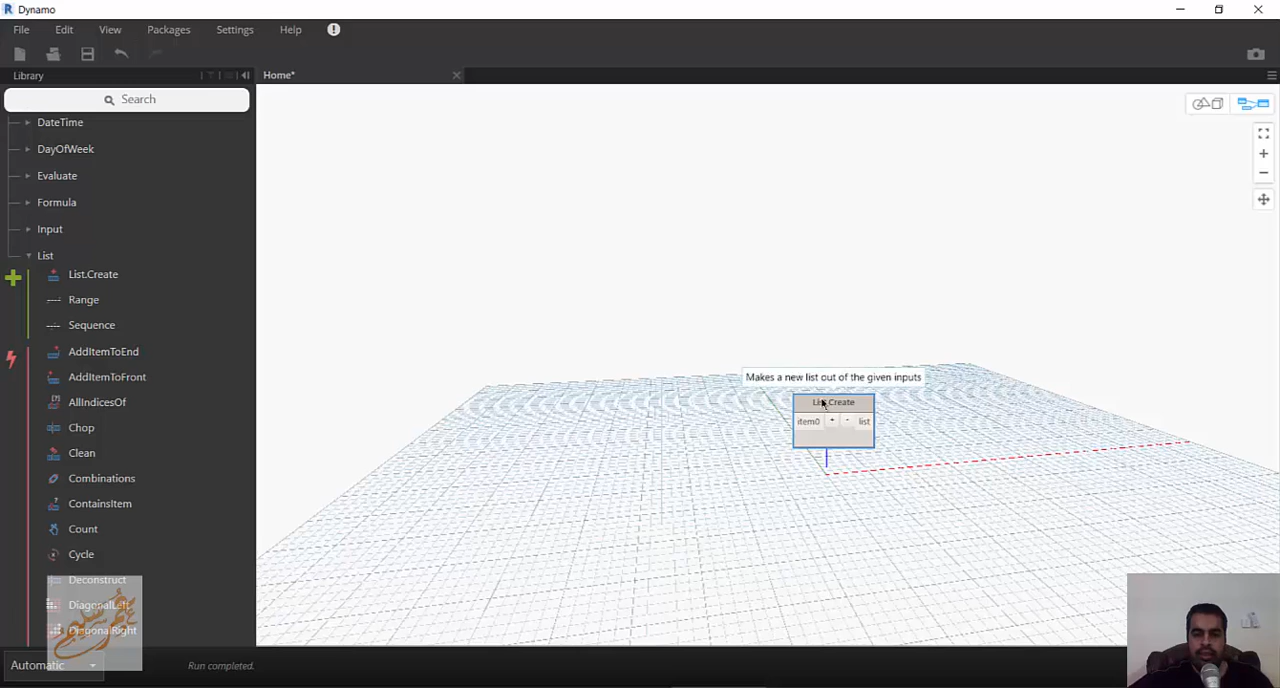 Dynamo
File Edit View Packages Settings Help
Library
Home*
Search
DateTime
DayOfWeek
Evaluate
Formula
Input
List
List.Create
Range
Sequence
AddItemToEnd
AddItemToFront
AllIndicesOf
Chop
Clean
Combinations
ContainsItem
Count
Cycle
Deconstruct
DiagonalLeft
DiagonalRight
Makes a new list out of the given inputs
List.Create
item0 + - list
Automatic
Run completed.